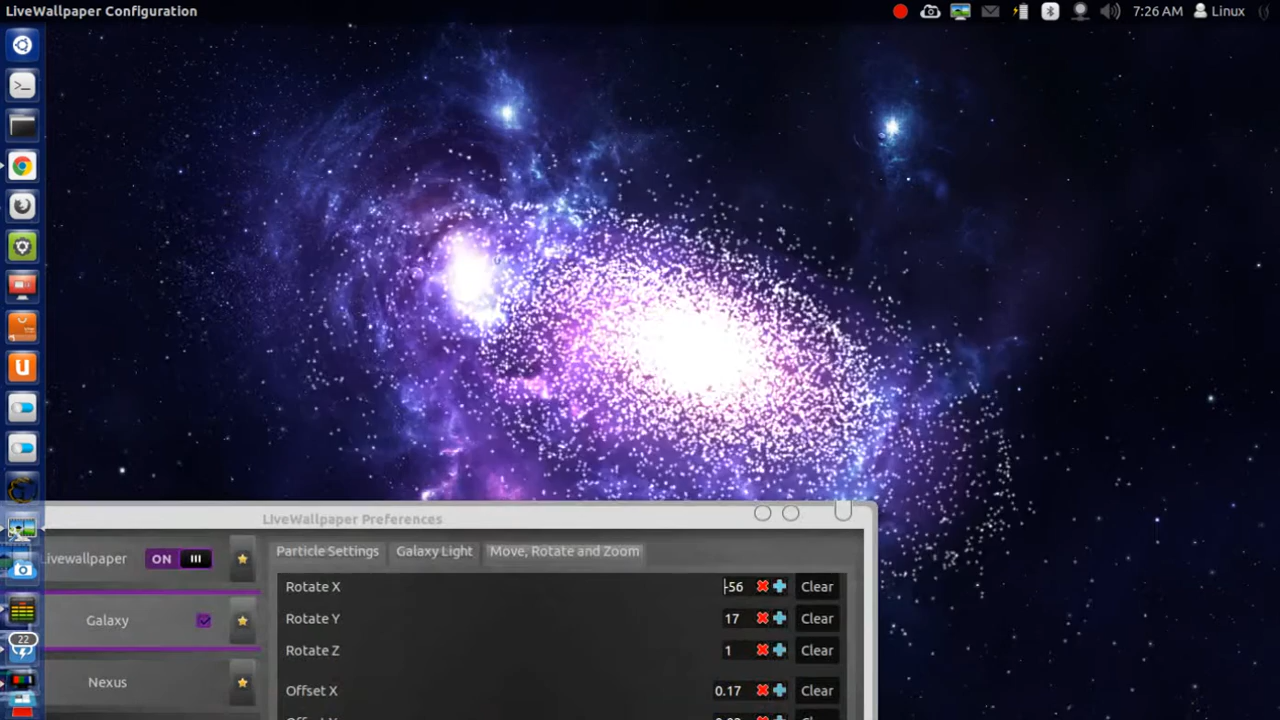 LiveWallpaper Configuration
7:26 AM Linux
LiveWallpaper Preferences
Livewallpaper ON
Particle Settings Galaxy Light Move, Rotate and Zoom
Rotate X -56 Clear
Galaxy
Rotate Y 17 Clear
Rotate Z 1 Clear
22
Nexus
Offset X 0.17 Clear